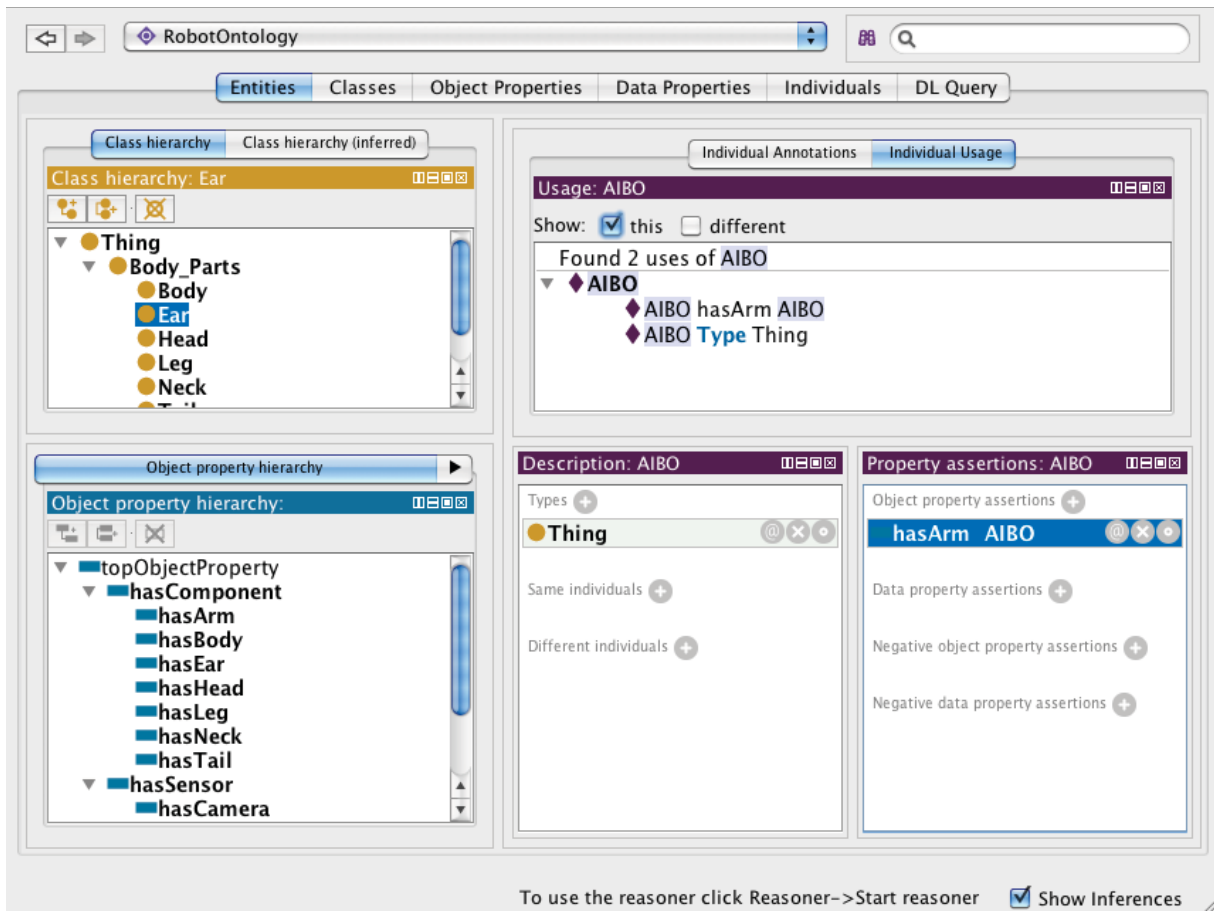 RobotOntology
Entities Classes Object Properties Data Properties Individuals DL Query
Class hierarchy Class hierarchy (inferred)
Class hierarchy: Ear
Thing
Body_Parts
Body
Ear
Head
Leg
Neck
Individual Annotations Individual Usage
Usage: AIBO
Show: this different
Found 2 uses of AIBO
AIBO
AIBO hasArm AIBO
AIBO Type Thing
Object property hierarchy
Object property hierarchy:
topObjectProperty
hasComponent
hasArm
hasBody
hasEar
hasHead
hasLeg
hasNeck
hasTail
hasSensor
hasCamera
Description: AIBO
Types
Thing
Same individuals
Different individuals
Property assertions: AIBO
Object property assertions
hasArm AIBO
Data property assertions
Negative object property assertions
Negative data property assertions
To use the reasoner click Reasoner->Start reasoner Show Inferences